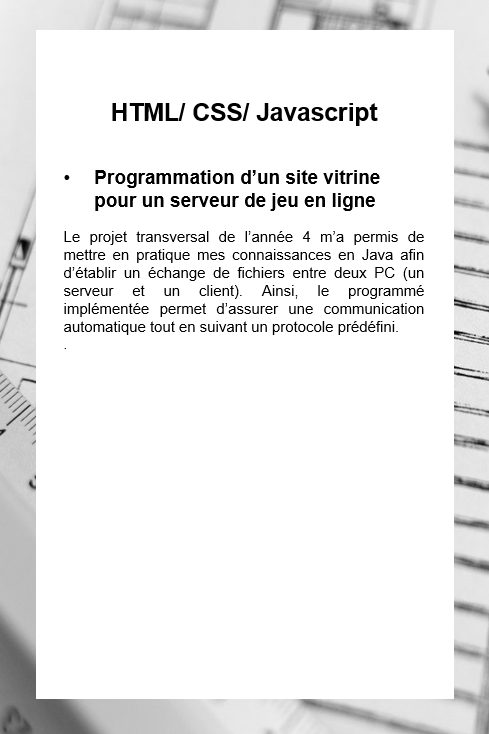 HTML/ CSS/ Javascript
• Programmation d’un site vitrine
pour un serveur de jeu en ligne
Le projet transversal de l’année 4 m’a permis de
mettre en pratique mes connaissances en Java afin
d’établir un échange de fichiers entre deux PC (un
serveur et un client). Ainsi, le programmé
implémentée permet d’assurer une communication
automatique tout en suivant un protocole prédéfini.
.